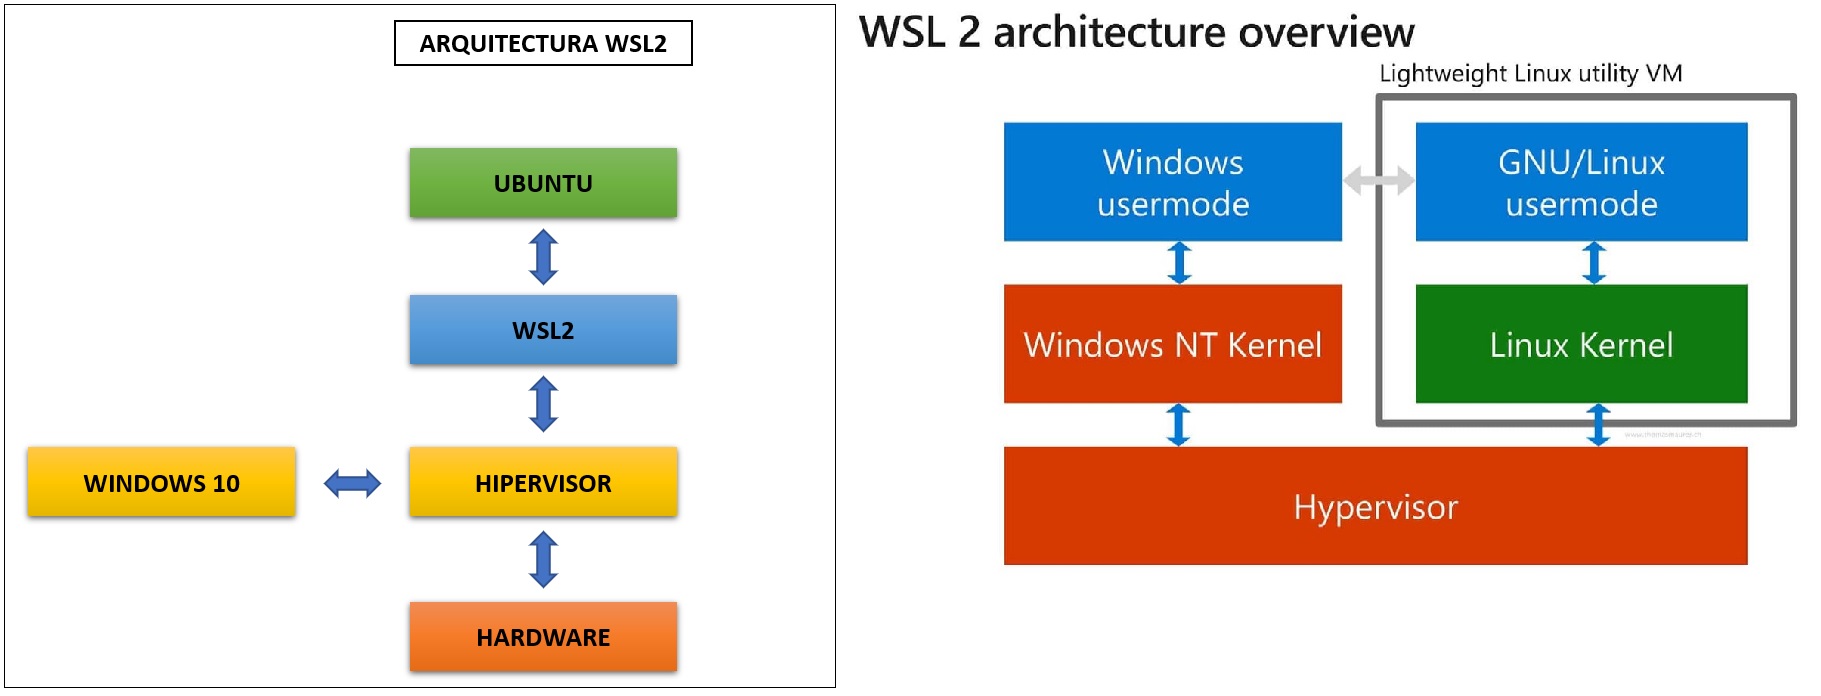 ARQUITECTURA WSL2
UBUNTU
WSL2
WINDOWS 10
HIPERVISOR
HARDWARE
WSL 2 architecture overview
Lightweight Linux utility VM
Windows
usermode
GNU/Linux
usermode
Windows NT Kernel
Linux Kernel
Hypervisor